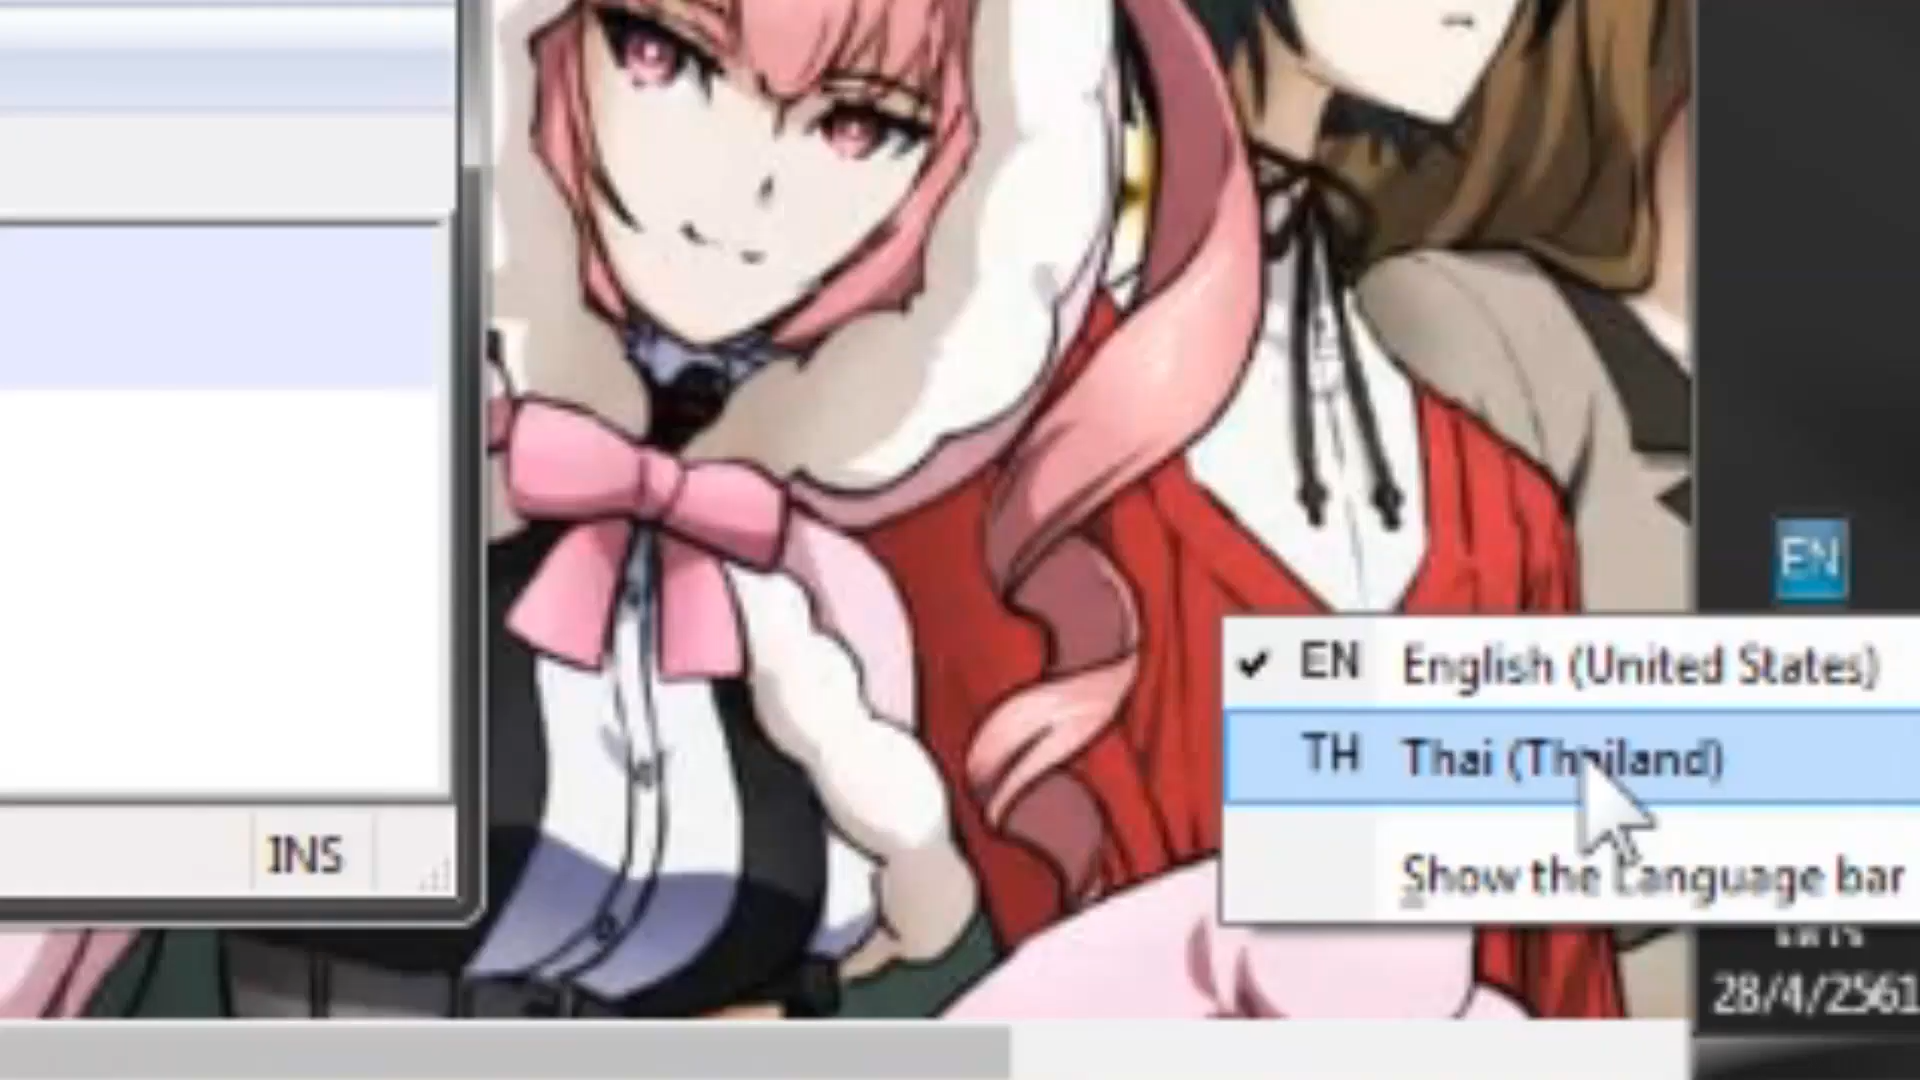 EN
✓ EN English (United States)
TH Thai (Thailand)
Show the Language bar
INS
28/4/2561